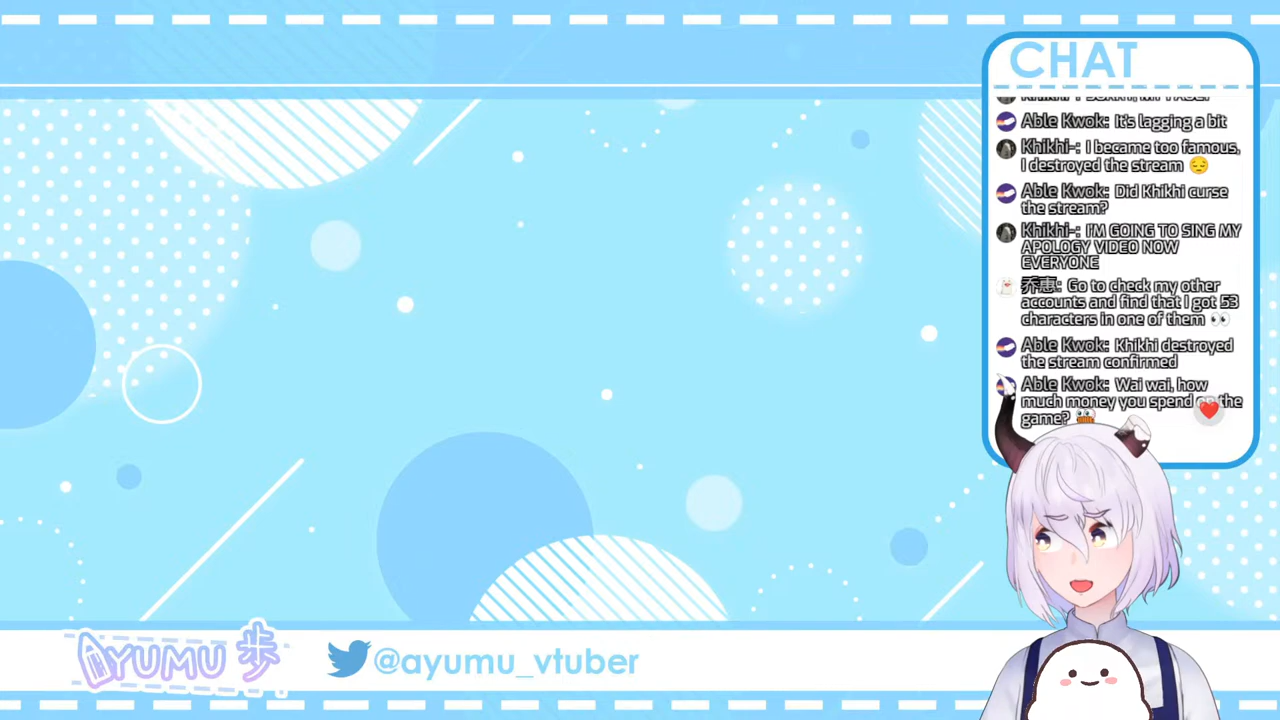 CHAT
Able Kwok: It's lagging a bit
Khikhi-: I became too famous,
I destroyed the stream 😔
Able Kwok: Did Khikhi curse
the stream?
Khikhi-: I'M GOING TO SING MY
APOLOGY VIDEO NOW
EVERYONE
乔惠: Go to check my other
accounts and find that I got 53
characters in one of them 👀
Able Kwok: Khikhi destroyed
the stream confirmed
Able Kwok: Wai wai, how
much money you spend on the
game?
AYUMU 歩
@ayumu_vtuber